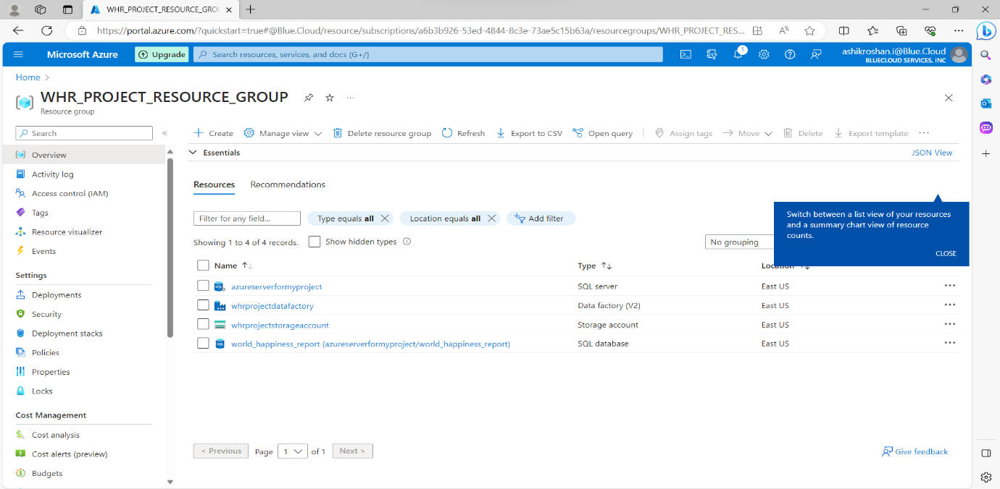 WHR_PROJECT_RESOURCE_GRO
https://portal.azure.com/?quickstart=true#@Blue.Cloud/resource/subscriptions/a6b3b926-53ed-4844-8c3e-73ae5c15b63a/resourcegroups/WHR_PROJECT_RES...
Microsoft Azure
Upgrade
Search resources, services, and docs (G+/)
1
ashikroshan.i@Blue.Cloud
BLUECLOUD SERVICES, INC
Home >
WHR_PROJECT_RESOURCE_GROUP
Resource group
Search
Create
Manage view
Delete resource group
Refresh
Export to CSV
Open query
Assign tags
Move
Delete
Export template
Overview
Activity log
Access control (IAM)
Tags
Resource visualizer
Events
Settings
Deployments
Security
Deployment stacks
Policies
Properties
Locks
Cost Management
Cost analysis
Cost alerts (preview)
Budgets
Essentials
JSON View
Resources
Recommendations
Filter for any field...
Type equals all
Location equals all
Add filter
Switch between a list view of your resources
and a summary chart view of resource
counts.
CLOSE
Showing 1 to 4 of 4 records.
Show hidden types
No grouping
Name
Type
Location
azureserverformyproject SQL server East US
whrprojectdatafactory Data factory (V2) East US
whrprojectstorageaccount Storage account East US
world_happiness_report (azureserverformyproject/world_happiness_report) SQL database East US
< Previous
Page 1 of 1
Next >
Give feedback